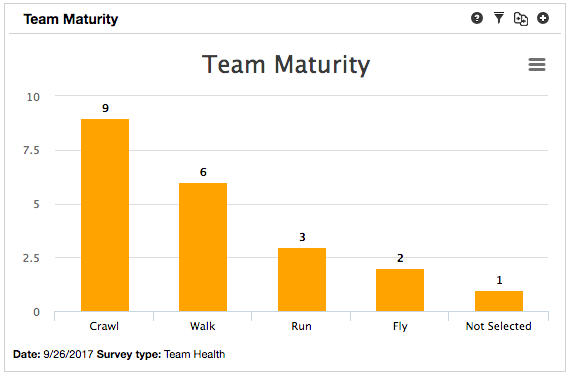 Team Maturity
Team Maturity
10
7.5
5
2.5
0
9
6
3
2
1
Crawl
Walk
Run
Fly
Not Selected
Date: 9/26/2017 Survey type: Team Health